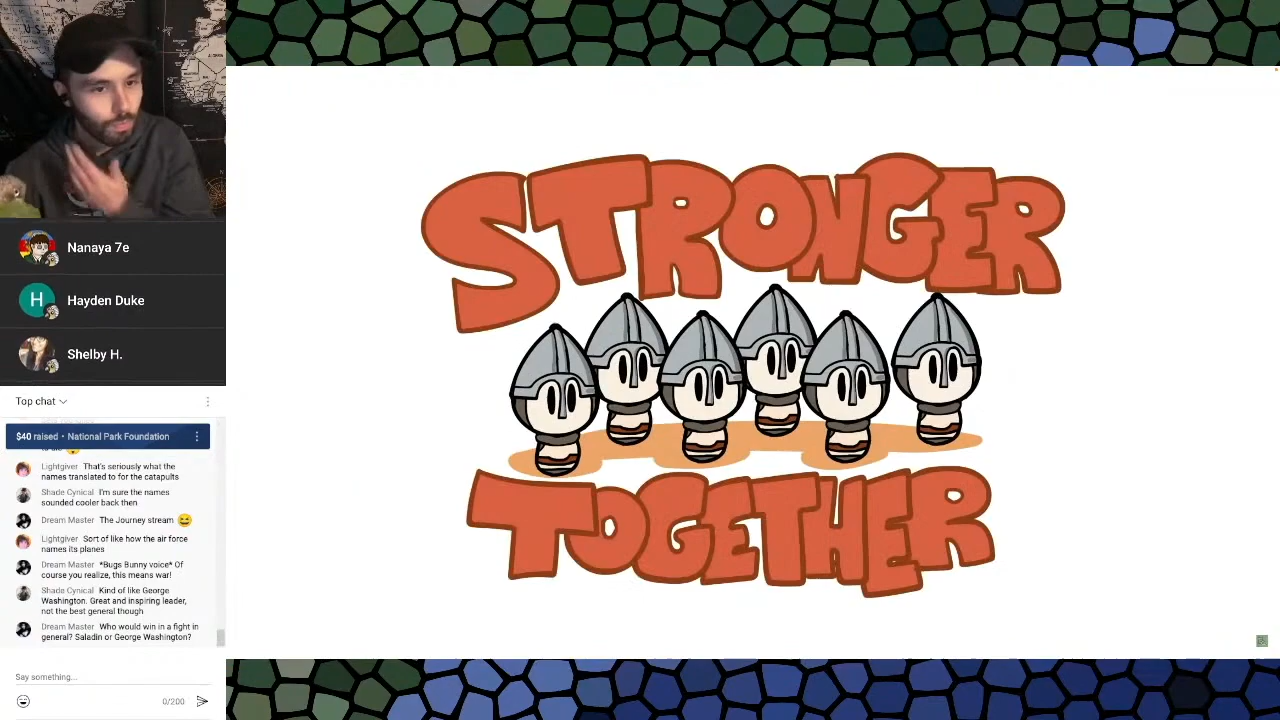 U S A
Nanaya 7e
H
Hayden Duke
Shelby H.
Top chat
$40 raised • National Park Foundation
Lightgiver That's seriously what the
names translated to for the catapults
Shade Cynical I'm sure the names
sounded cooler back then
Dream Master The Journey stream 😆
Lightgiver Sort of like how the air force
names its planes
Dream Master *Bugs Bunny voice* Of
course you realize, this means war!
Shade Cynical Kind of like George
Washington. Great and inspiring leader,
not the best general though
Dream Master Who would win in a fight in
general? Saladin or George Washington?
Say something...
0/200
STRONGER
TOGETHER